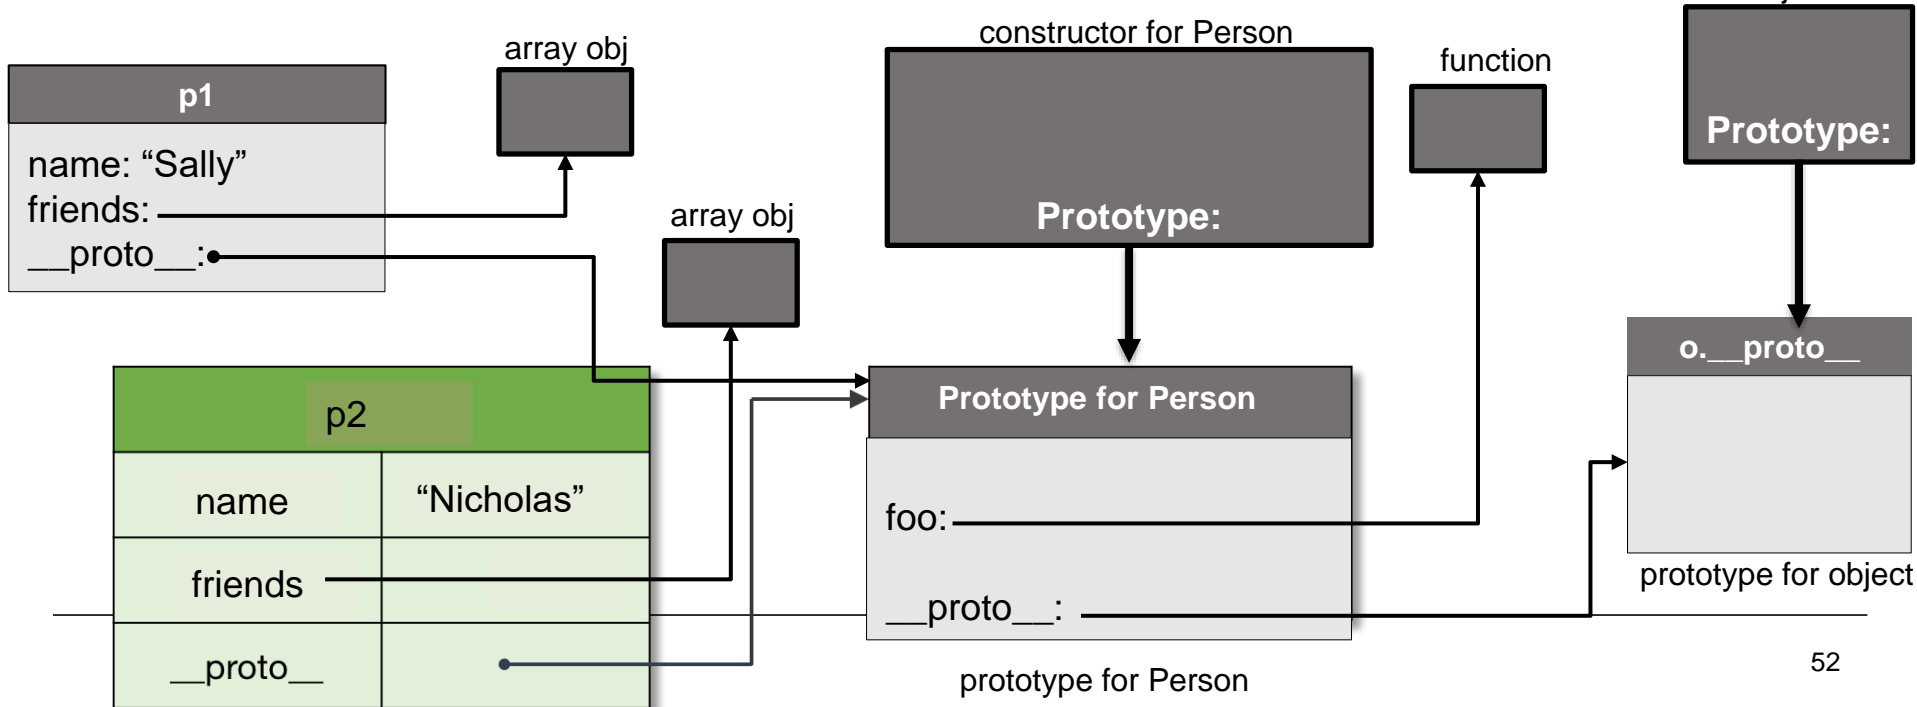 constructor for Person
array obj
function
p1
Prototype:
name: “Sally”
friends:
__proto__:
array obj
Prototype:
o.__proto__
Prototype for Person
p2
name “Nicholas”
foo:
friends
prototype for object
__proto__:
__proto__
prototype for Person
52